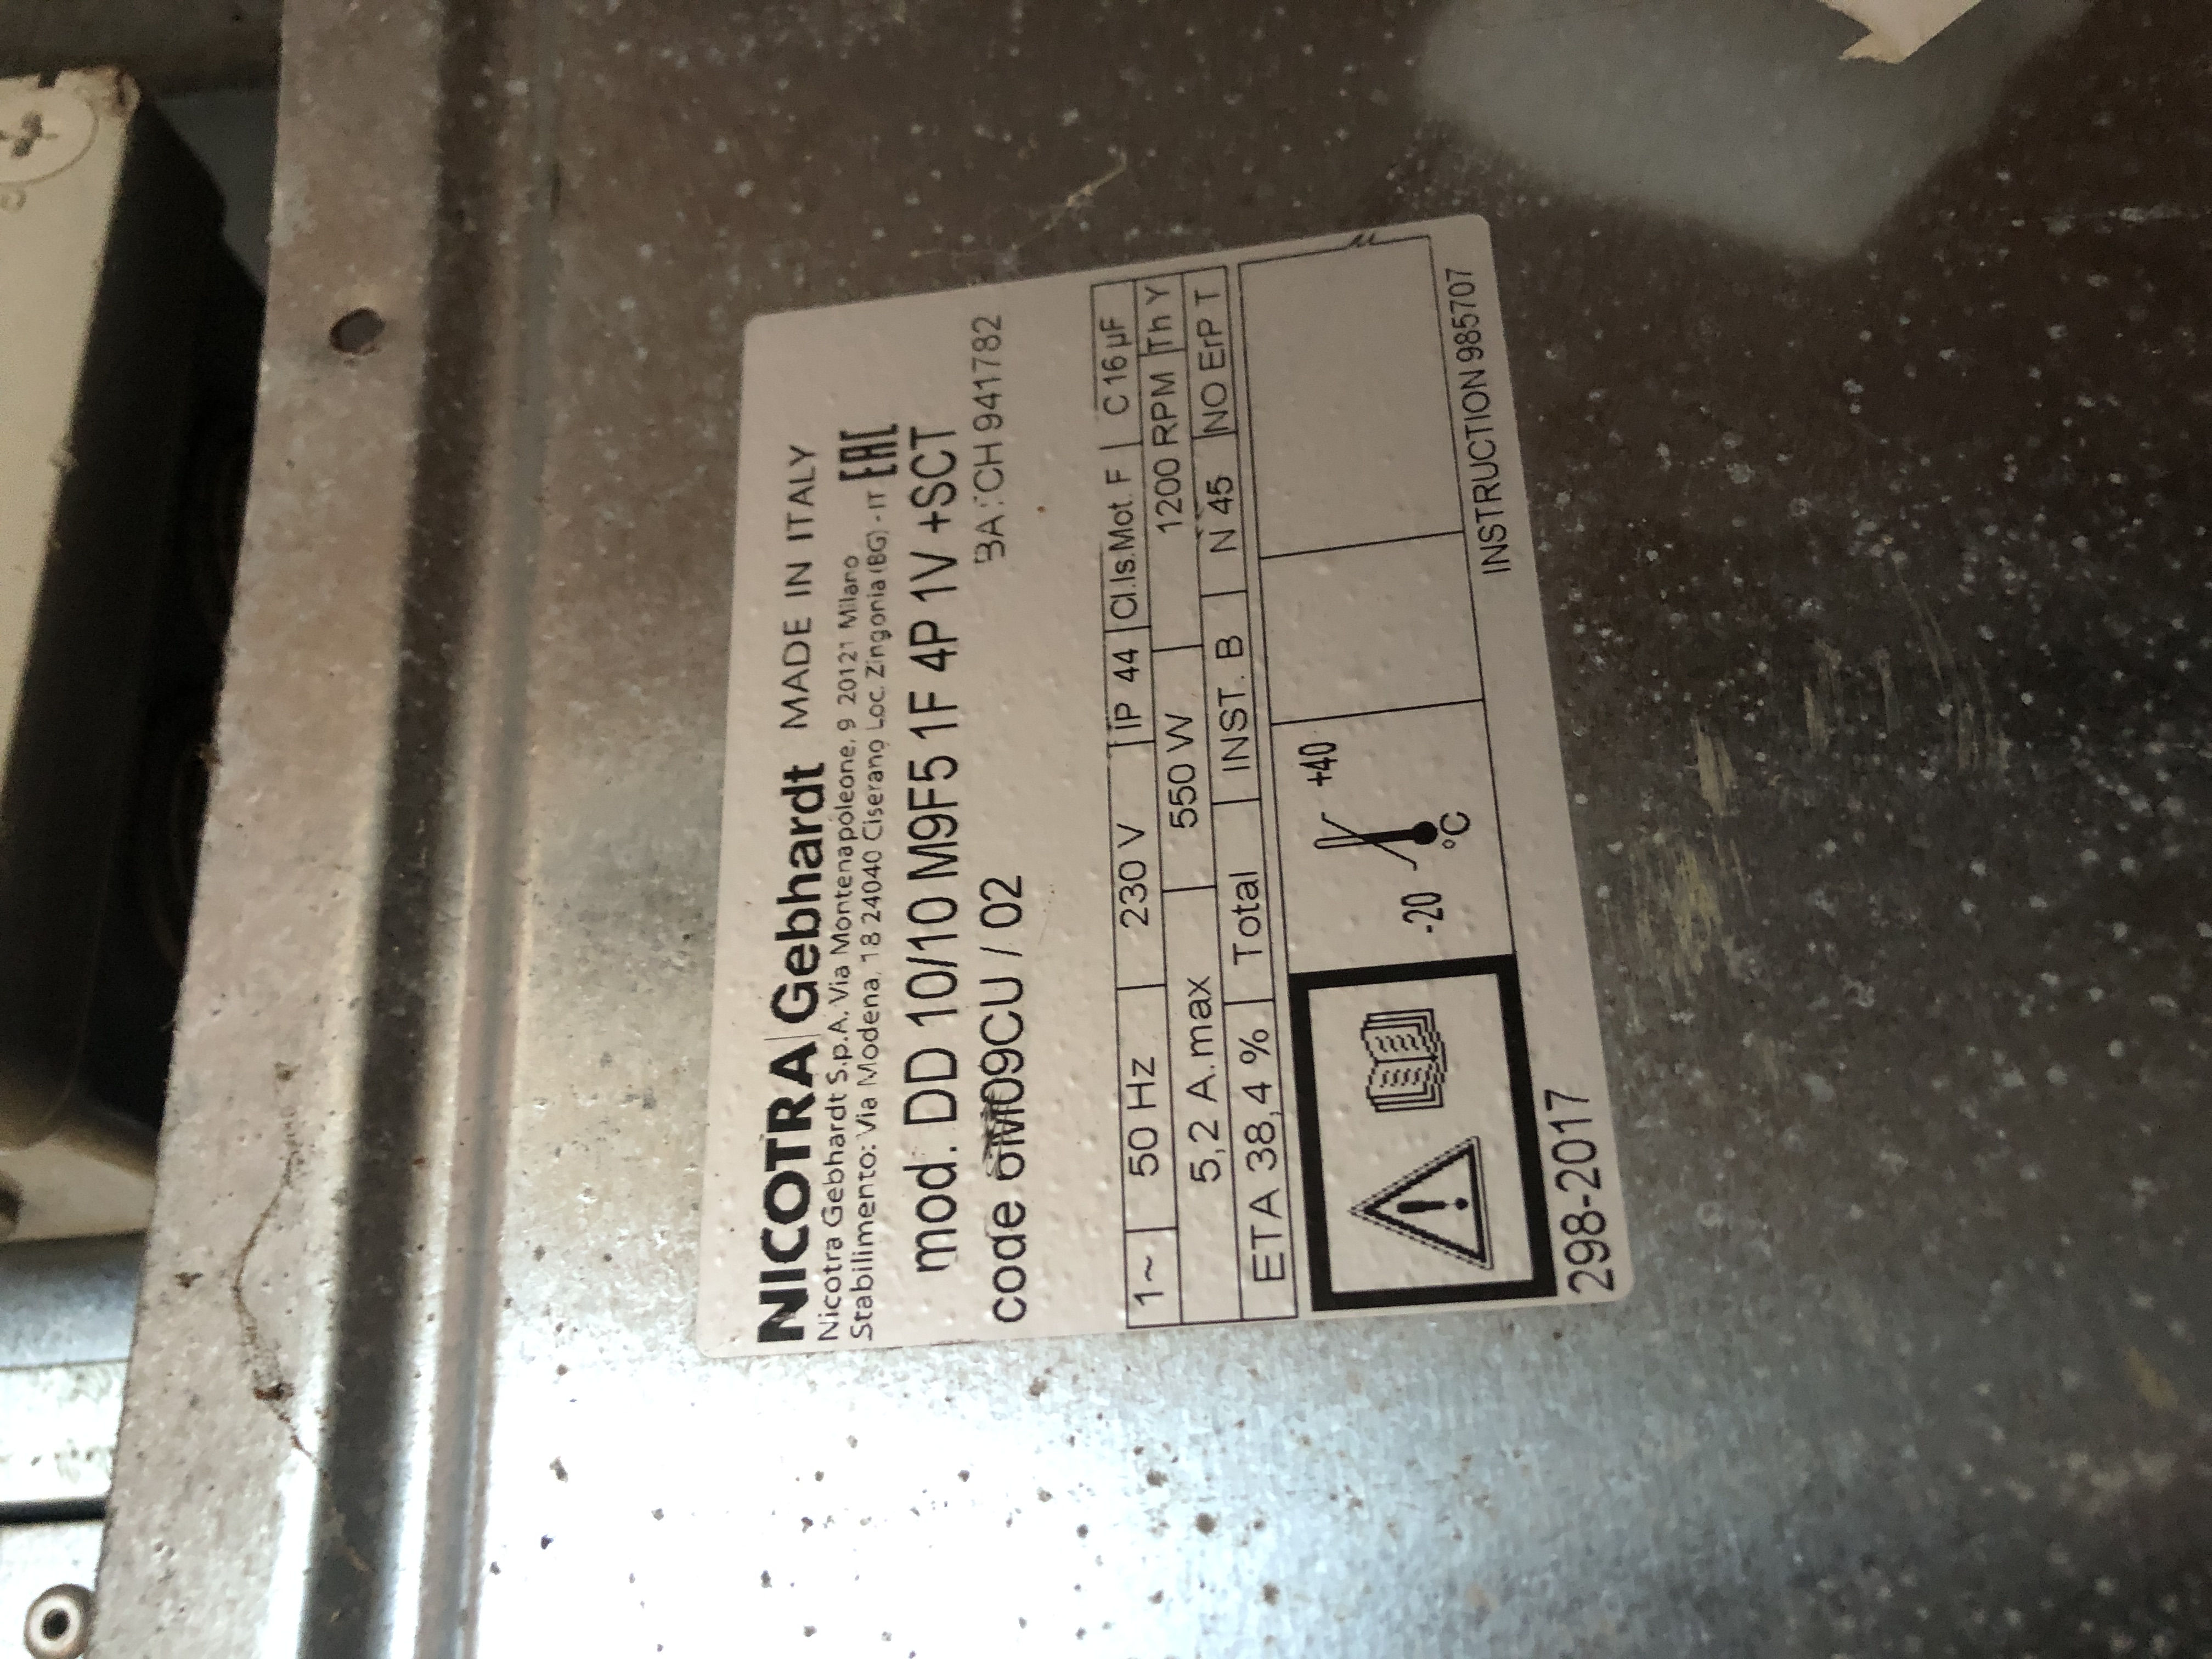 NICOTRA Gebhardt MADE IN ITALY
Nicotra Gebhardt S.p.A. Via Montenapoleone, 9 20121 Milano
Stabilimento: Via Modena, 18 24040 Ciserano Loc. Zingonia (BG) - IT EAC
mod. DD 10/10 M9F5 1F 4P 1V +SCT
code 6M09CU / 02 BATCH 941782
1~ 50 Hz 230 V IP 44 Cl.Is.Mot. F C 16 µF
5,2 A.max 550 W 1200 RPM Th Y
ETA 38,4 % Total INST. B N 45 NO ErP T
-20 +40
°C
298-2017 INSTRUCTION 985707